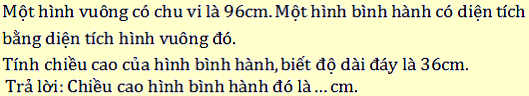 Một hình vuông có chu vi là 96cm. Một hình bình hành có diện tích
bằng diện tích hình vuông đó.
Tính chiều cao của hình bình hành, biết độ dài đáy là 36cm.
Trả lời: Chiều cao hình bình hành đó là ... cm.